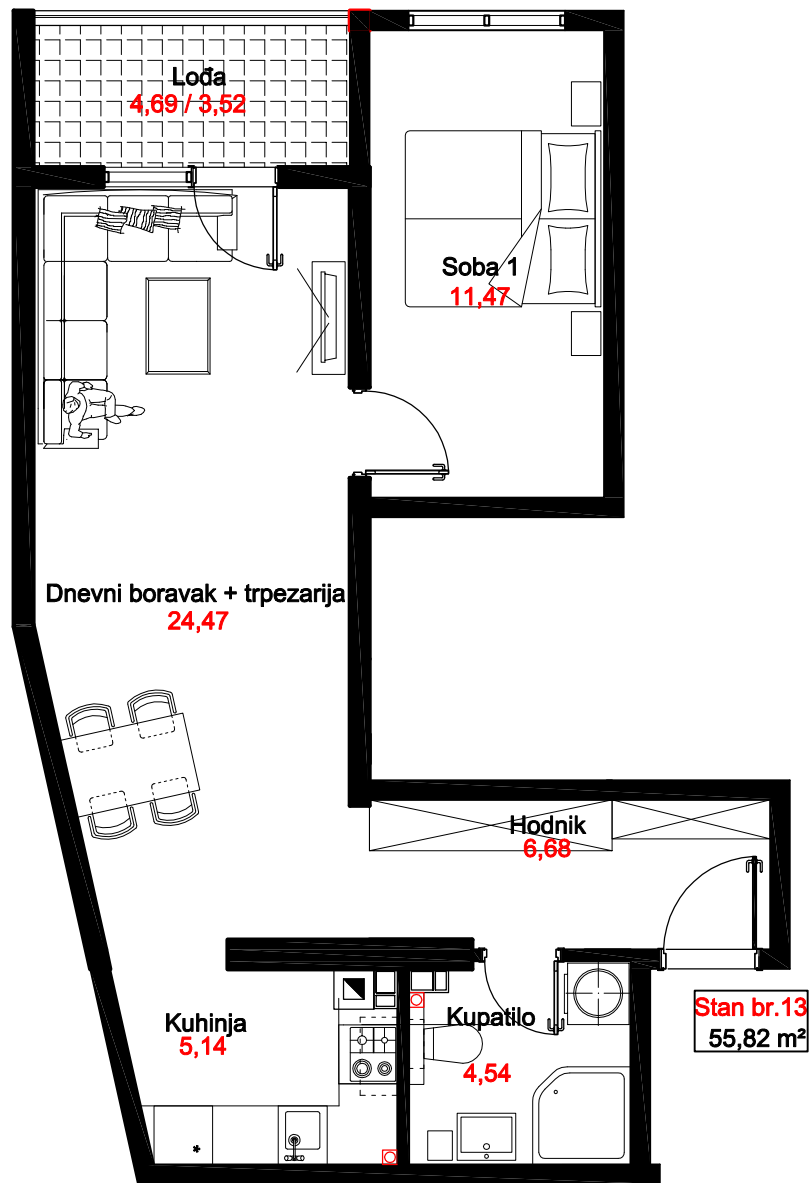 Lođa
4,69 / 3,52
Soba 1
11,47
Dnevni boravak + trpezarija
24,47
Hodnik
6,68
Stan br.13
55,82 m²
Kuhinja
5,14
Kupatilo
4,54